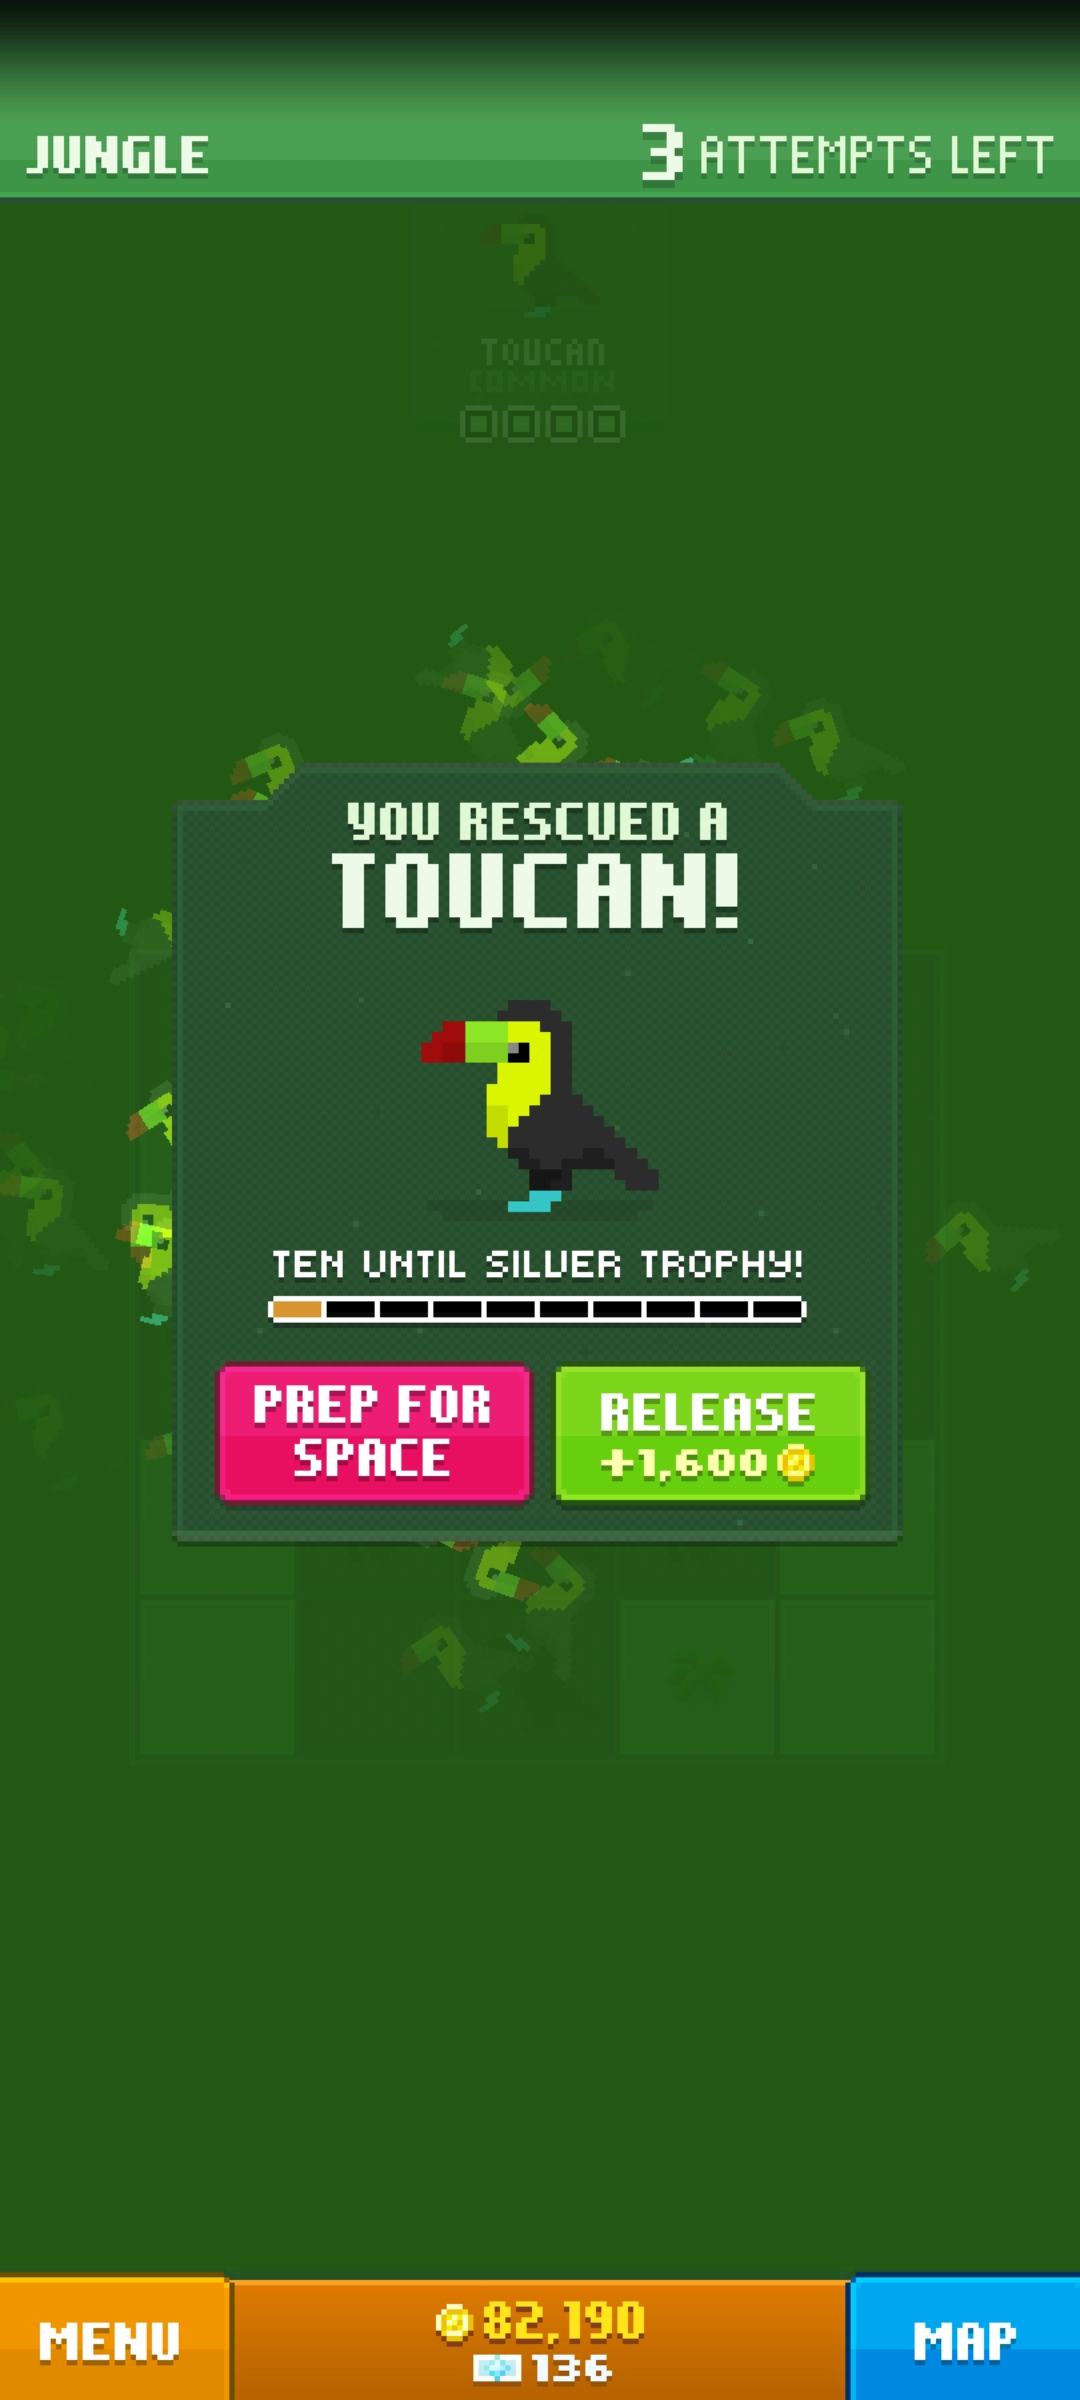 JUNGLE
3 ATTEMPTS LEFT
TOUCAN
COMMON
YOU RESCUED A
TOUCAN!
TEN UNTIL SILVER TROPHY!
PREP FOR
SPACE
RELEASE
+1,600
MENU
82,190
136
MAP